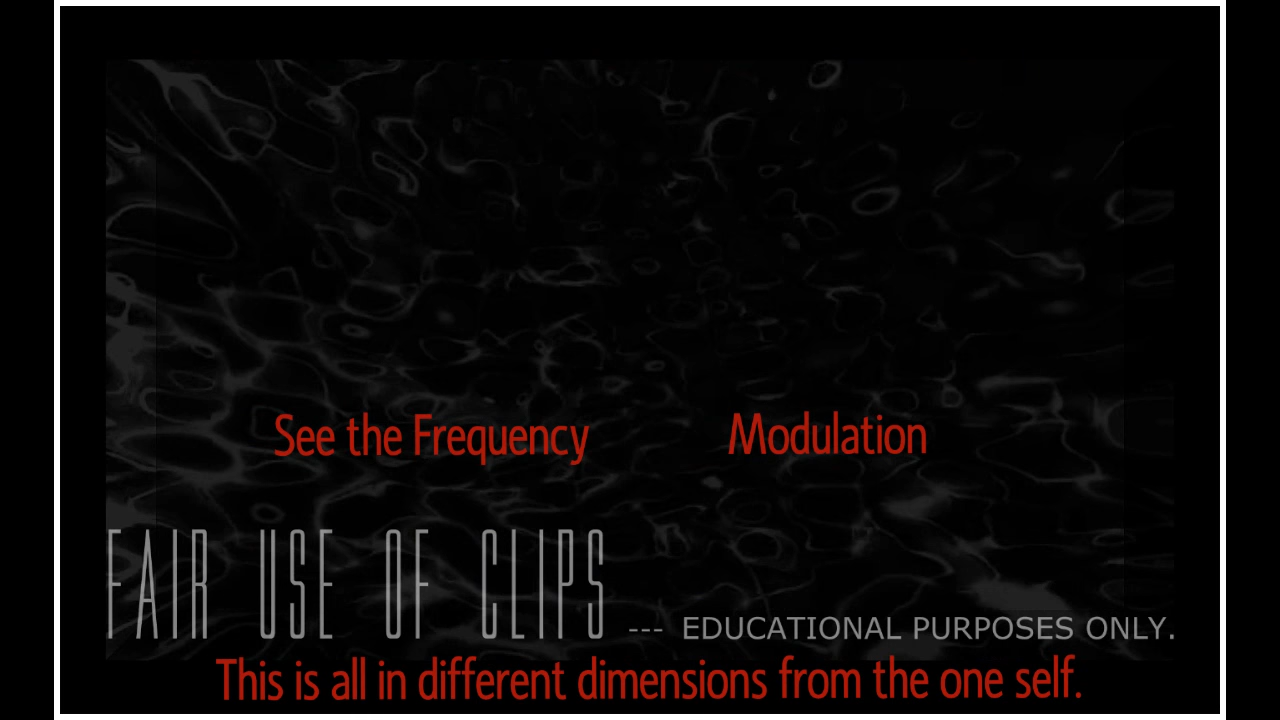 See the Frequency Modulation
FAIR USE OF CLIPS --- EDUCATIONAL PURPOSES ONLY.
This is all in different dimensions from the one self.